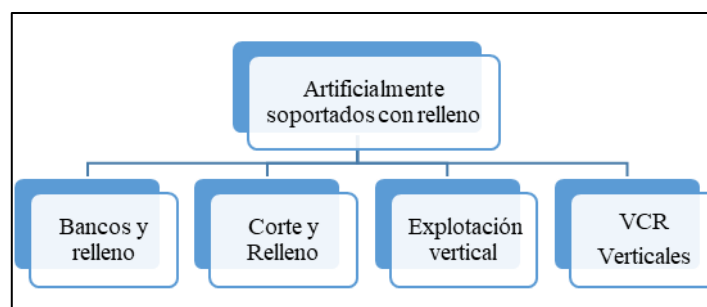 Artificialmente
soportados con relleno
Bancos y
relleno
Corte y
Relleno
Explotación
vertical
VCR
Verticales